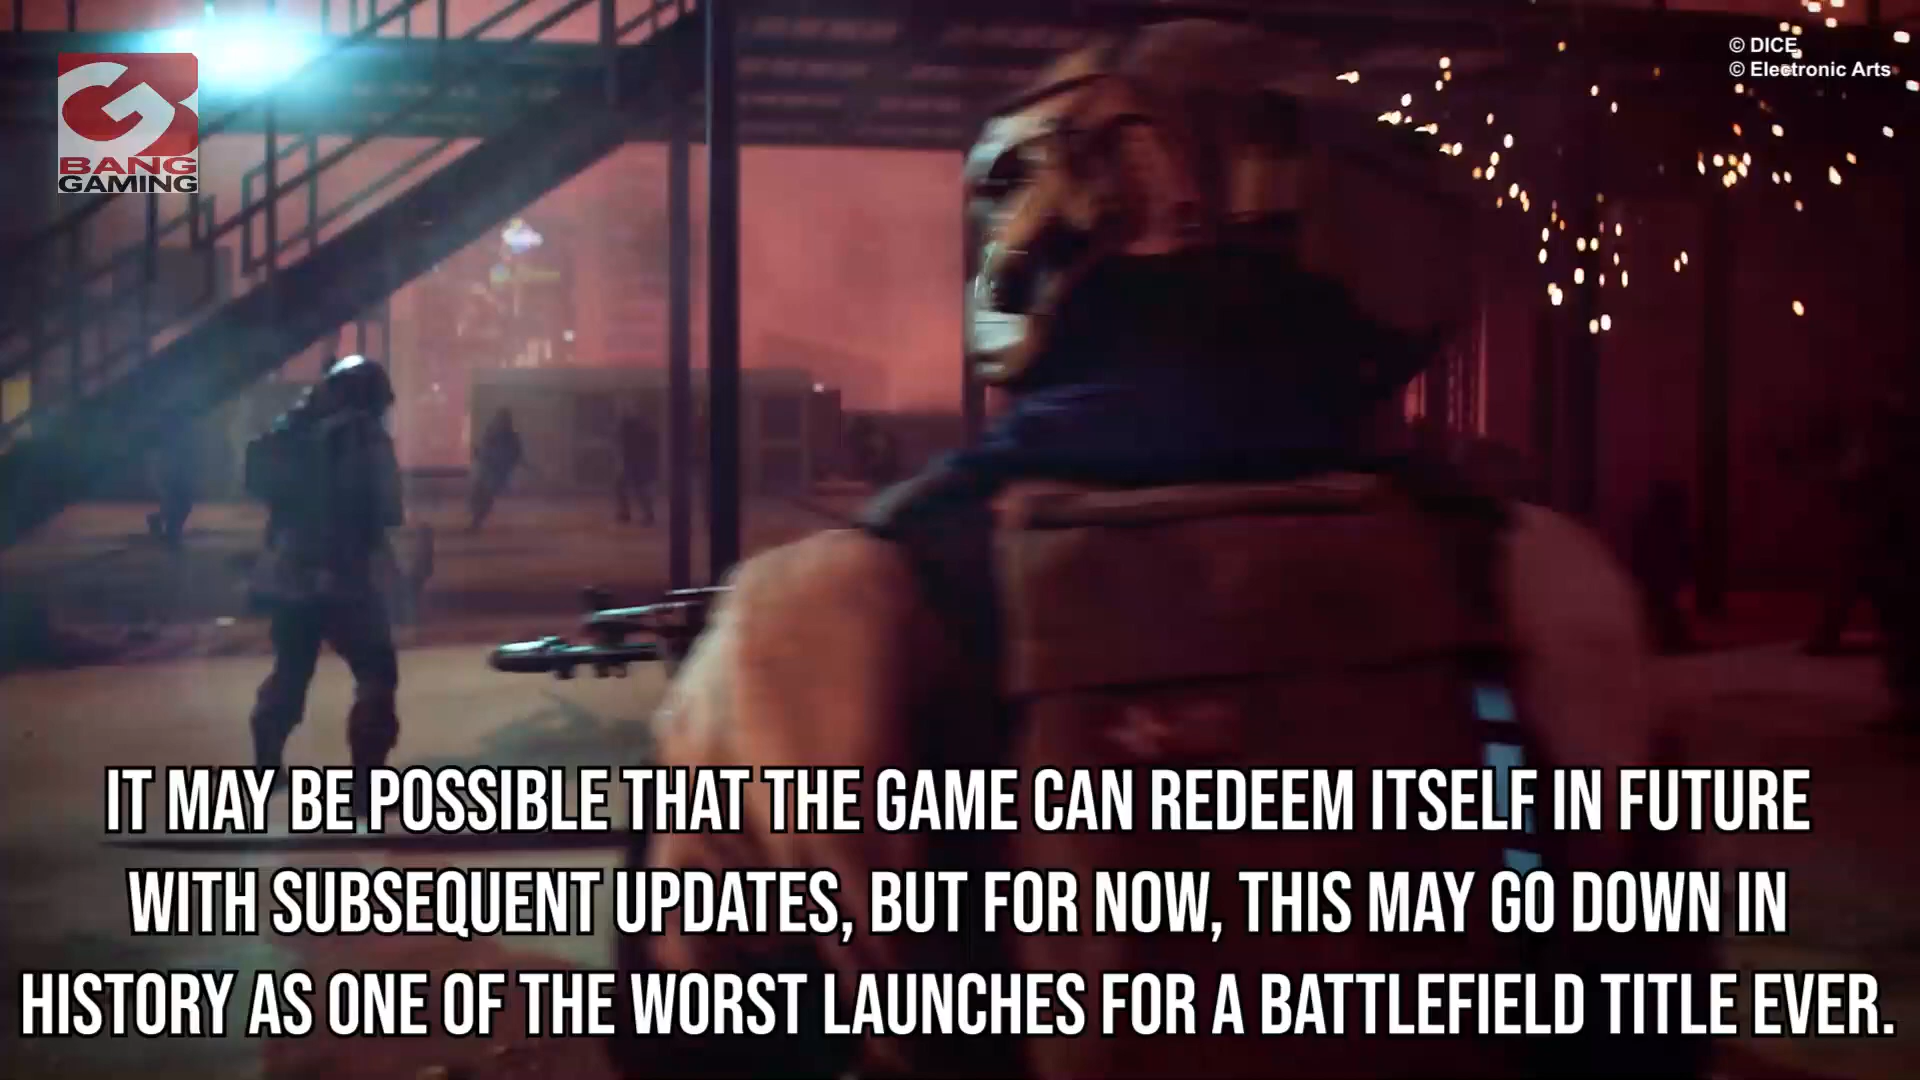 © DICE
© Electronic Arts
BANG
GAMING
IT MAY BE POSSIBLE THAT THE GAME CAN REDEEM ITSELF IN FUTURE
WITH SUBSEQUENT UPDATES, BUT FOR NOW, THIS MAY GO DOWN IN
HISTORY AS ONE OF THE WORST LAUNCHES FOR A BATTLEFIELD TITLE EVER.